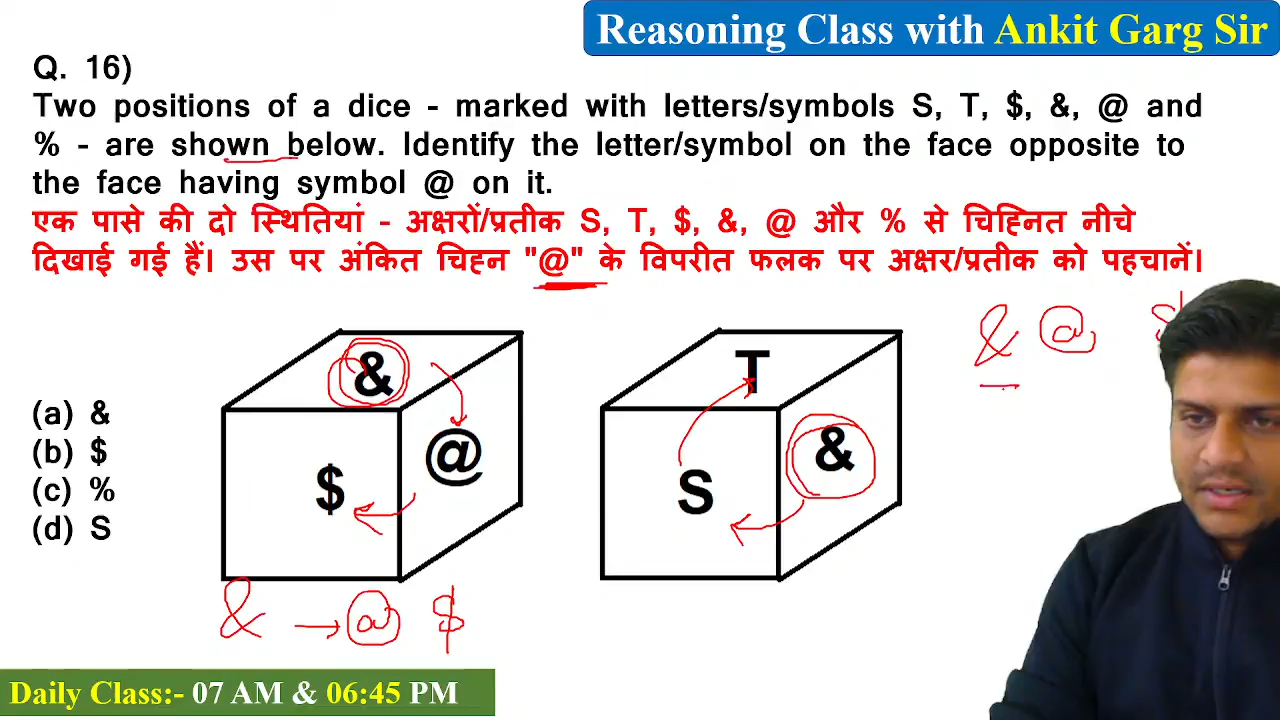 Reasoning Class with Ankit Garg Sir
Q. 16)
Two positions of a dice - marked with letters/symbols S, T, $, &, @ and
% - are shown below. Identify the letter/symbol on the face opposite to
the face having symbol @ on it.
एक पासे की दो स्थितियां - अक्षरों/प्रतीक S, T, $, &, @ और % से चिह्नित नीचे
दिखाई गई हैं। उस पर अंकित चिह्न "@" के विपरीत फलक पर अक्षर/प्रतीक को पहचानें।
& @
& T
@ &
$ S
(a) &
(b) $
(c) %
(d) S
& → @ $
Daily Class:- 07 AM & 06:45 PM